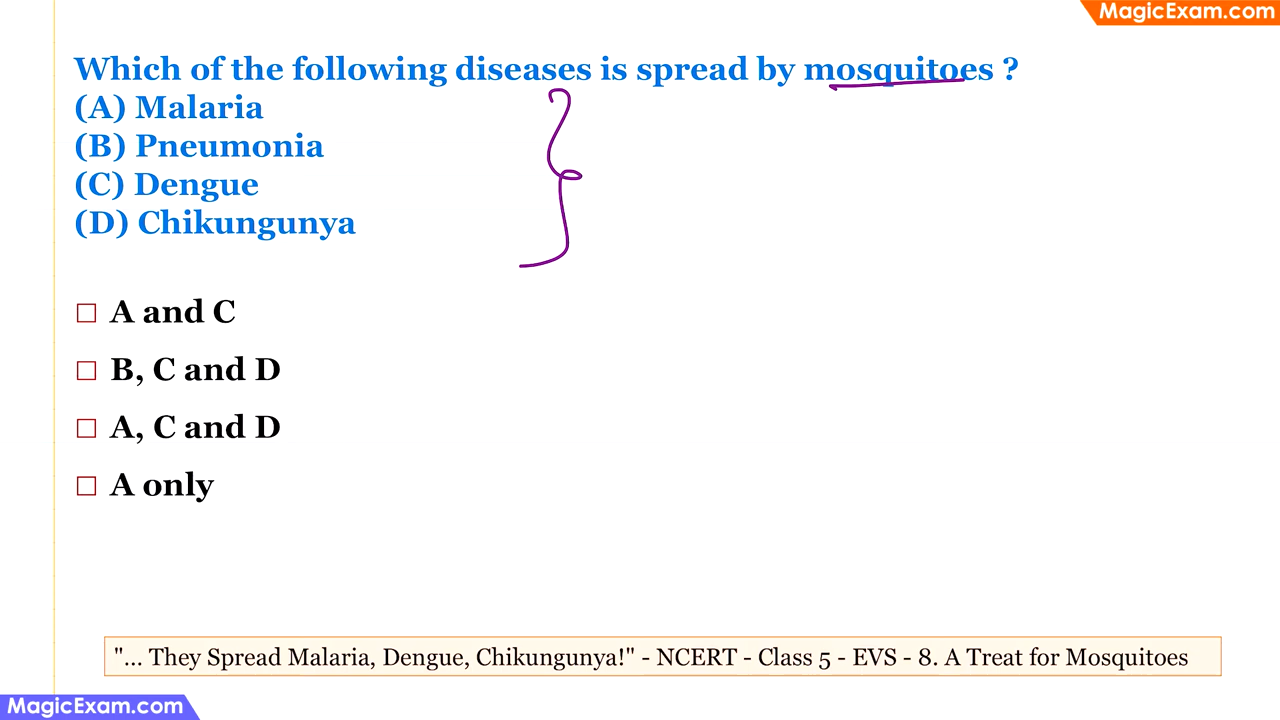 MagicExam.com
Which of the following diseases is spread by mosquitoes ?
(A) Malaria
(B) Pneumonia
(C) Dengue
(D) Chikungunya
A and C
B, C and D
A, C and D
A only
"... They Spread Malaria, Dengue, Chikungunya!" - NCERT - Class 5 - EVS - 8. A Treat for Mosquitoes
MagicExam.com